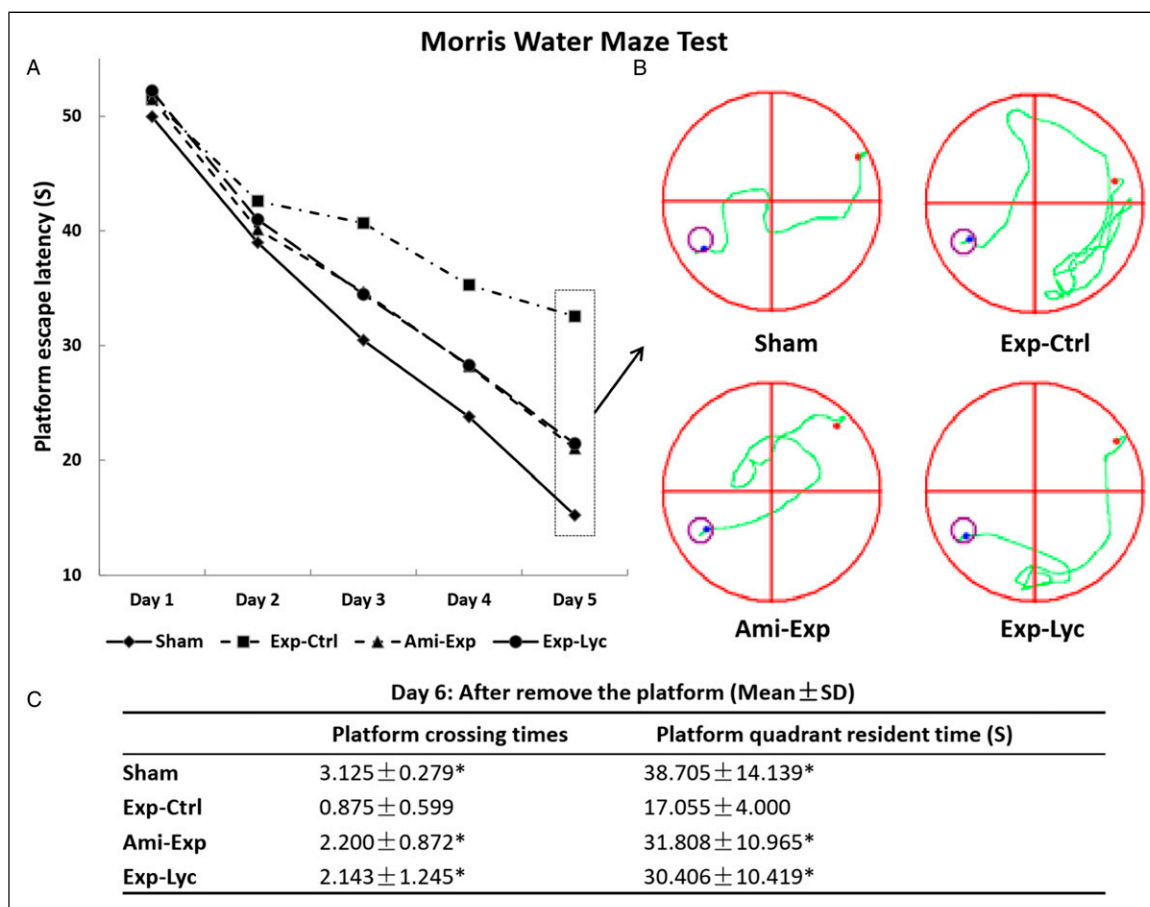 Morris Water Maze Test
A
B
Platform escape latency (S)
50
40
30
20
10
Day 1 Day 2 Day 3 Day 4 Day 5
Sham Exp-Ctrl Ami-Exp Exp-Lyc
Sham Exp-Ctrl
Ami-Exp Exp-Lyc
C
Day 6: After remove the platform (Mean±SD)
Platform crossing times Platform quadrant resident time (S)
Sham 3.125±0.279* 38.705±14.139*
Exp-Ctrl 0.875±0.599 17.055±4.000
Ami-Exp 2.200±0.872* 31.808±10.965*
Exp-Lyc 2.143±1.245* 30.406±10.419*